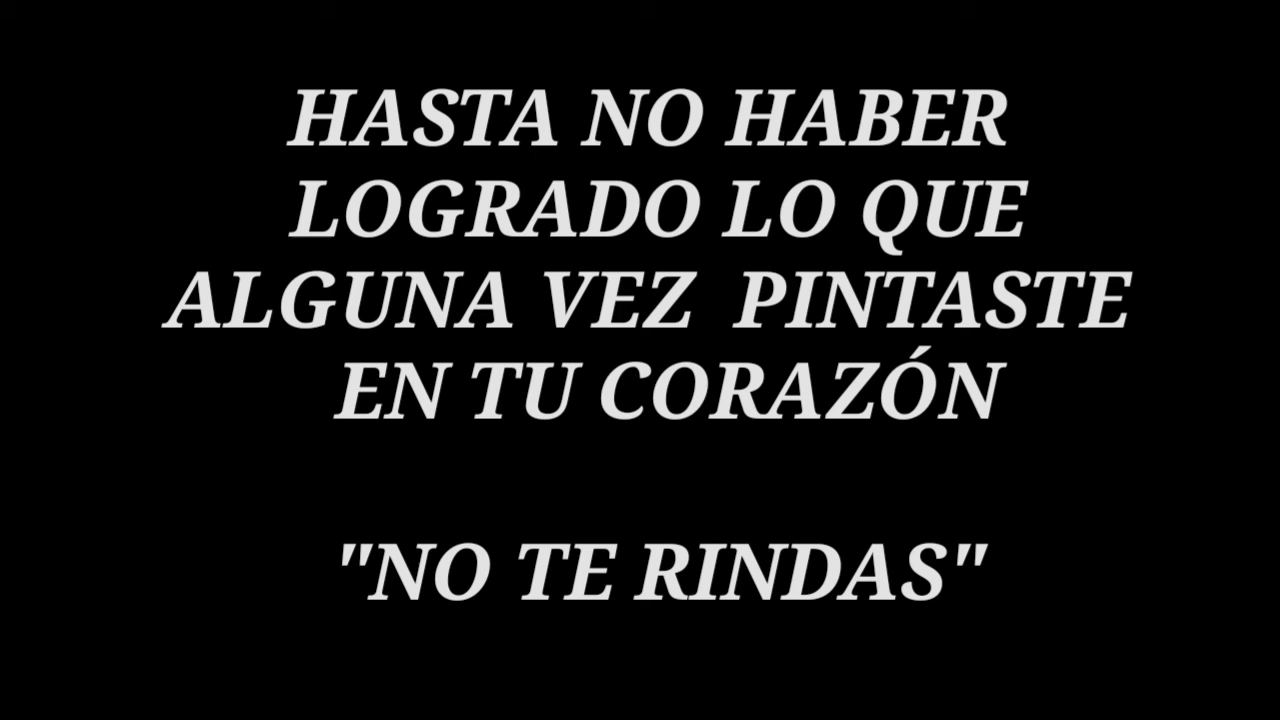 HASTA NO HABER
LOGRADO LO QUE
ALGUNA VEZ PINTASTE
EN TU CORAZÓN
"NO TE RINDAS"